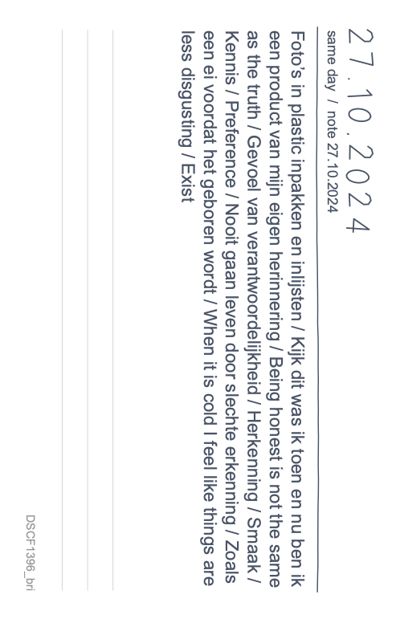 27.10.2024
same day / note 27.10.2024
Foto's in plastic inpakken en inlijsten / Kijk dit was ik toen en nu ben ik
een product van mijn eigen herinnering / Being honest is not the same
as the truth / Gevoel van verantwoordelijkheid / Herkenning / Smaak /
Kennis / Preference / Nooit gaan leven door slechte erkenning / Zoals
een ei voordat het geboren wordt / When it is cold I feel like things are
less disgusting / Exist
DSCF1396_bri